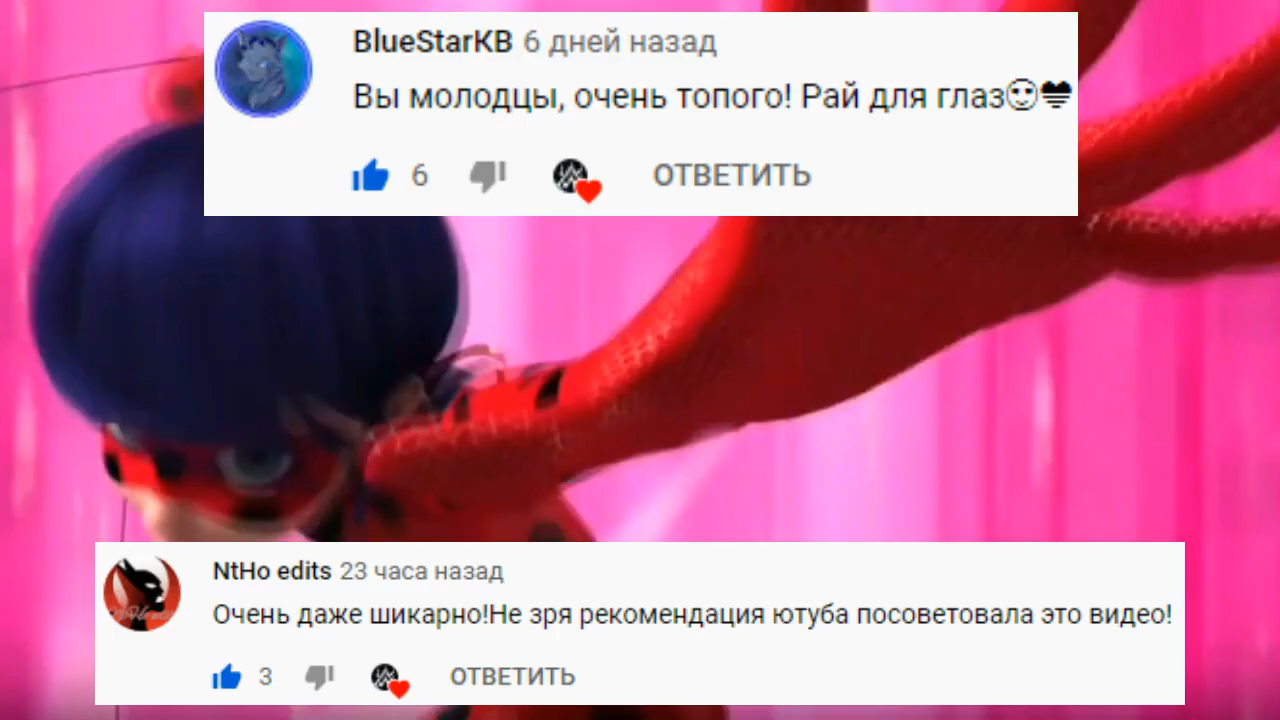 BlueStarKB 6 дней назад
Вы молодцы, очень топого! Рай для глаз
6 ОТВЕТИТЬ
NtHo edits 23 часа назад
Очень даже шикарно!Не зря рекомендация ютуба посоветовала это видео!
3 ОТВЕТИТЬ